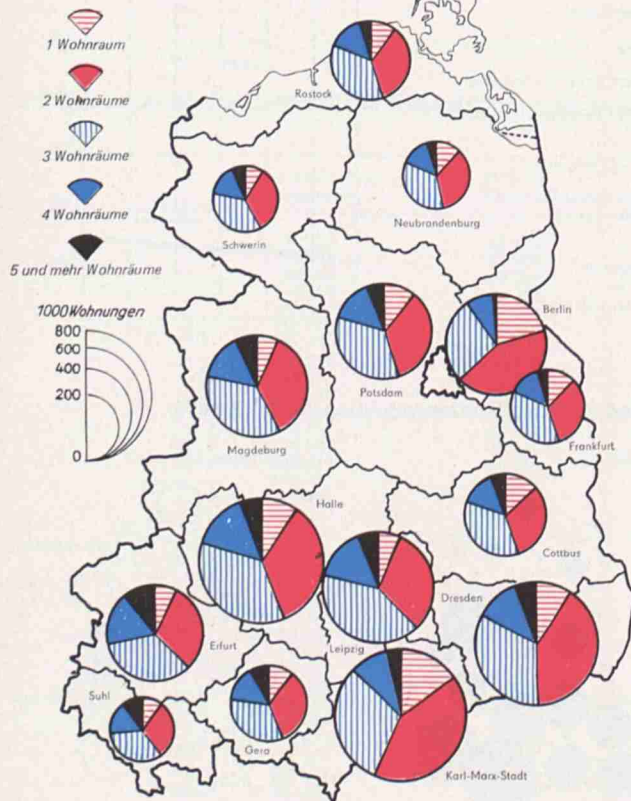 1 Wohnraum
2 Wohnräume
3 Wohnräume
4 Wohnräume
5 und mehr Wohnräume
1000 Wohnungen
800
600
400
200
0
Rostock
Schwerin
Neubrandenburg
Berlin
Potsdam
Frankfurt
Magdeburg
Halle
Cottbus
Dresden
Leipzig
Erfurt
Suhl
Gera
Karl-Marx-Stadt